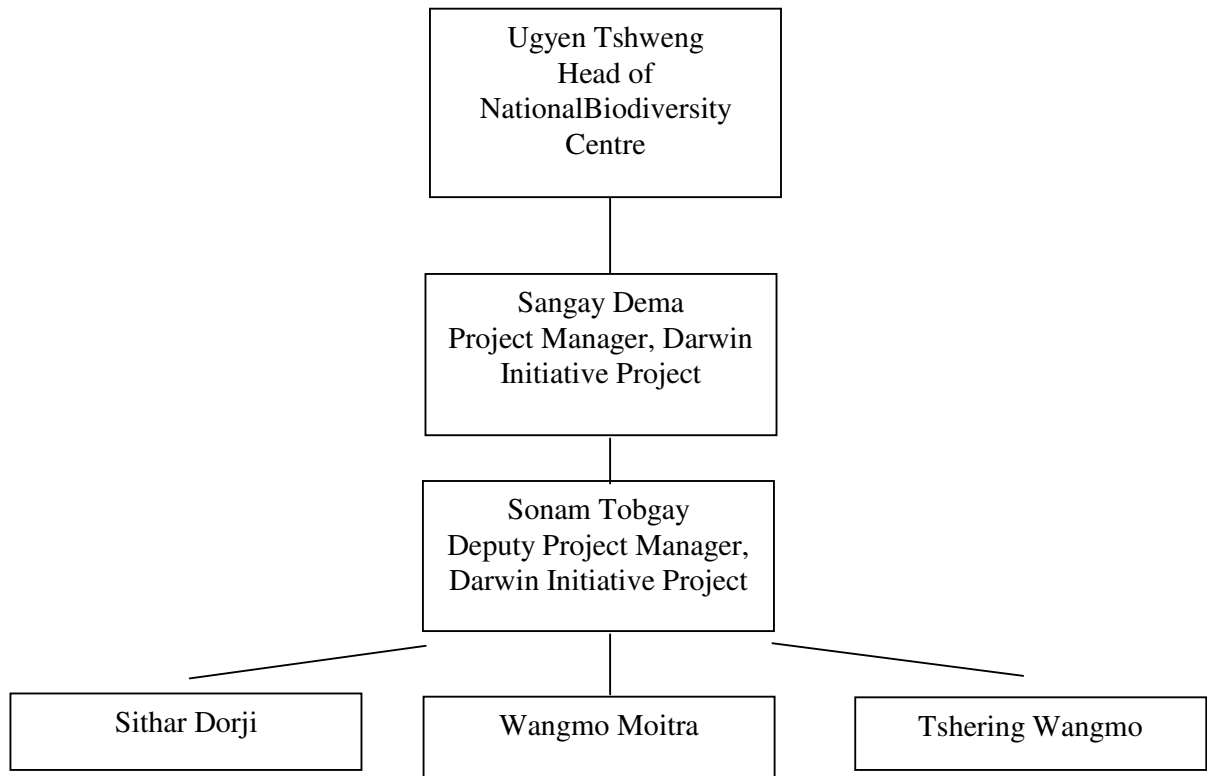 Ugyen Tshweng
Head of
NationalBiodiversity
Centre
Sangay Dema
Project Manager, Darwin
Initiative Project
Sonam Tobgay
Deputy Project Manager,
Darwin Initiative Project
Sithar Dorji
Wangmo Moitra
Tshering Wangmo